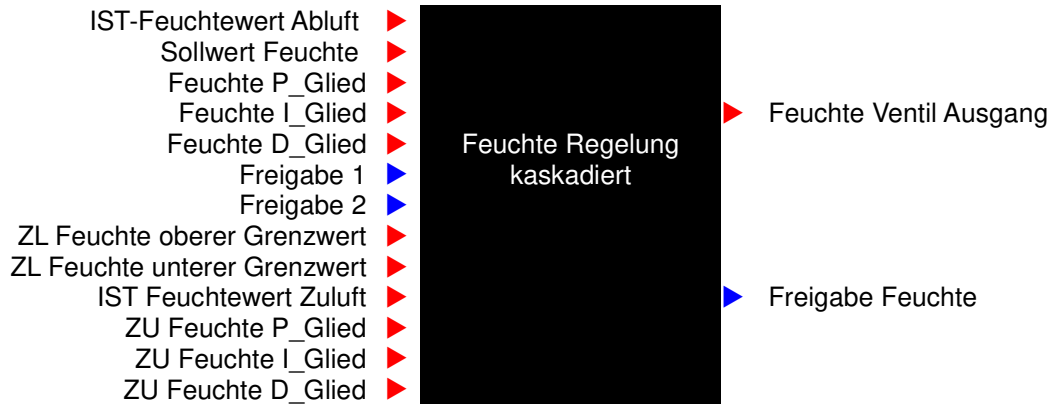 IST-Feuchtewert Abluft
Sollwert Feuchte
Feuchte P_Glied
Feuchte I_Glied
Feuchte D_Glied
Freigabe 1
Freigabe 2
ZL Feuchte oberer Grenzwert
ZL Feuchte unterer Grenzwert
IST Feuchtewert Zuluft
ZU Feuchte P_Glied
ZU Feuchte I_Glied
ZU Feuchte D_Glied
Feuchte Regelung
kaskadiert
Feuchte Ventil Ausgang
Freigabe Feuchte